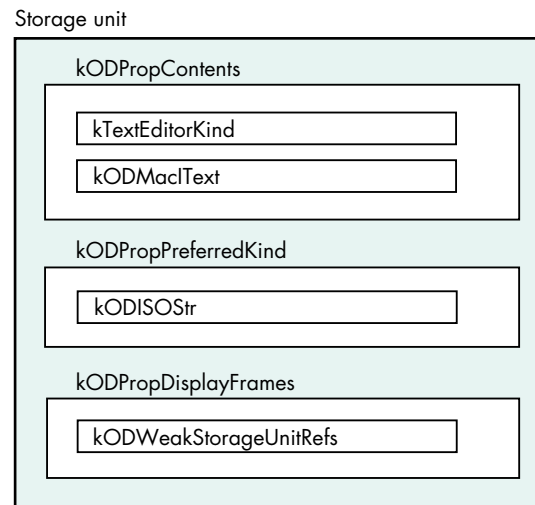 Storage unit
kODPropContents
kTextEditorKind
kODMacIText
kODPropPreferredKind
kODISOStr
kODPropDisplayFrames
kODWeakStorageUnitRefs